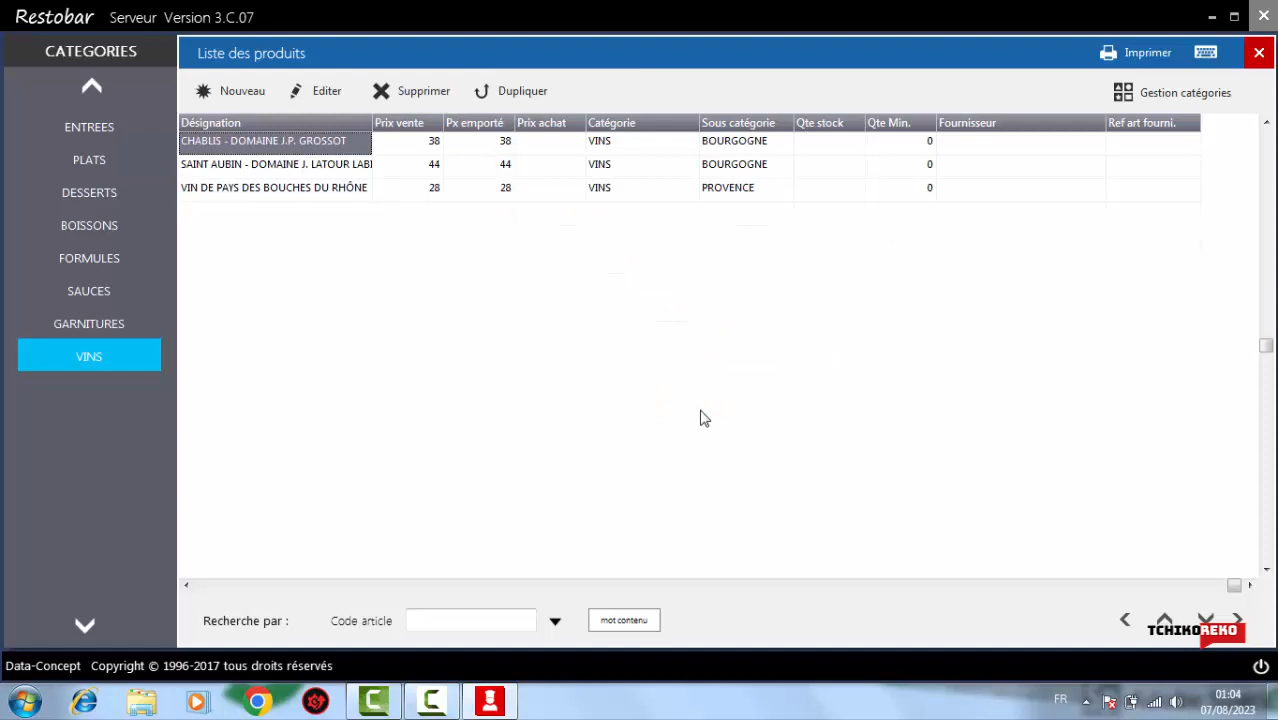 Restobar Serveur Version 3.C.07
CATEGORIES
Liste des produits
Imprimer
Nouveau Editer Supprimer Dupliquer
Gestion catégories
ENTREES
PLATS
DESSERTS
BOISSONS
FORMULES
SAUCES
GARNITURES
VINS
Désignation Prix vente Px emporté Prix achat Catégorie Sous catégorie Qte stock Qte Min. Fournisseur Ref art fourni.
CHABLIS - DOMAINE J.P. GROSSOT 38 38 VINS BOURGOGNE 0
SAINT AUBIN - DOMAINE J. LATOUR LABI 44 44 VINS BOURGOGNE 0
VIN DE PAYS DES BOUCHES DU RHÔNE 28 28 VINS PROVENCE 0
Recherche par : Code article mot contenu
TCHIKOREKO
Data-Concept Copyright © 1996-2017 tous droits réservés
FR
01:04
07/08/2023